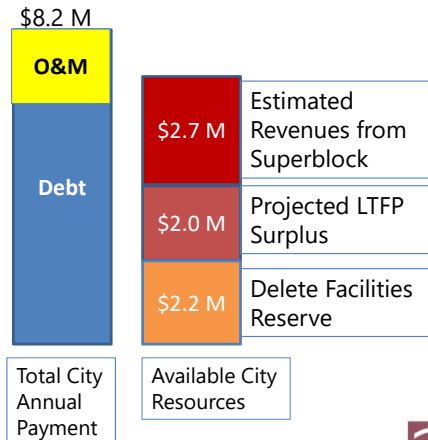 $8.2 M
O&M
Debt
$2.7 M
Estimated
Revenues from
Superblock
$2.0 M
Projected LTFP
Surplus
$2.2 M
Delete Facilities
Reserve
Total City
Annual
Payment
Available City
Resources